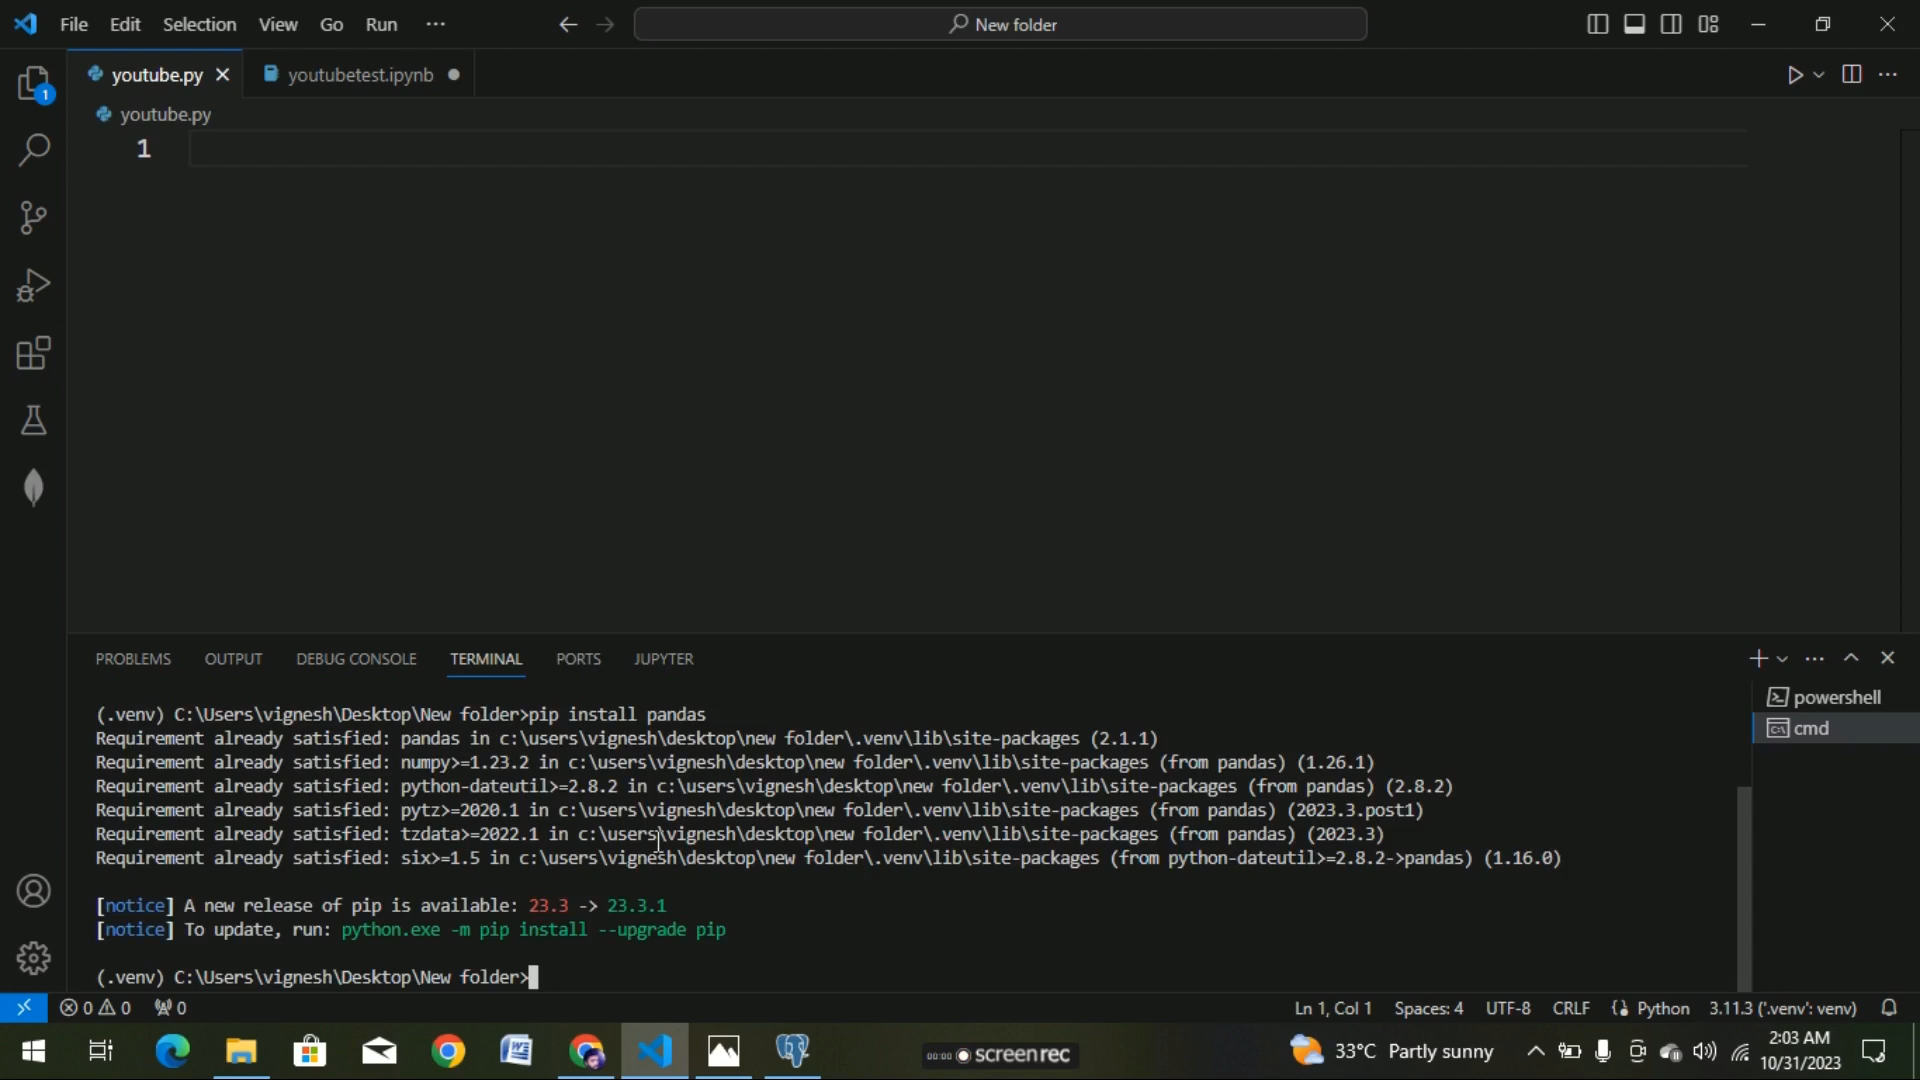 File Edit Selection View Go Run ···
New folder
youtube.py
youtubetest.ipynb
youtube.py
1
1
PROBLEMS OUTPUT DEBUG CONSOLE TERMINAL PORTS JUPYTER
powershell
cmd
(.venv) C:\Users\vignesh\Desktop\New folder>pip install pandas
Requirement already satisfied: pandas in c:\users\vignesh\desktop\new folder\.venv\lib\site-packages (2.1.1)
Requirement already satisfied: numpy>=1.23.2 in c:\users\vignesh\desktop\new folder\.venv\lib\site-packages (from pandas) (1.26.1)
Requirement already satisfied: python-dateutil>=2.8.2 in c:\users\vignesh\desktop\new folder\.venv\lib\site-packages (from pandas) (2.8.2)
Requirement already satisfied: pytz>=2020.1 in c:\users\vignesh\desktop\new folder\.venv\lib\site-packages (from pandas) (2023.3.post1)
Requirement already satisfied: tzdata>=2022.1 in c:\users\vignesh\desktop\new folder\.venv\lib\site-packages (from pandas) (2023.3)
Requirement already satisfied: six>=1.5 in c:\users\vignesh\desktop\new folder\.venv\lib\site-packages (from python-dateutil>=2.8.2->pandas) (1.16.0)
[notice] A new release of pip is available: 23.3 -> 23.3.1
[notice] To update, run: python.exe -m pip install --upgrade pip
(.venv) C:\Users\vignesh\Desktop\New folder>
0 0 0 Ln 1, Col 1 Spaces: 4 UTF-8 CRLF Python 3.11.3 ('.venv': venv)
00:00 screenrec 33°C Partly sunny 2:03 AM
10/31/2023